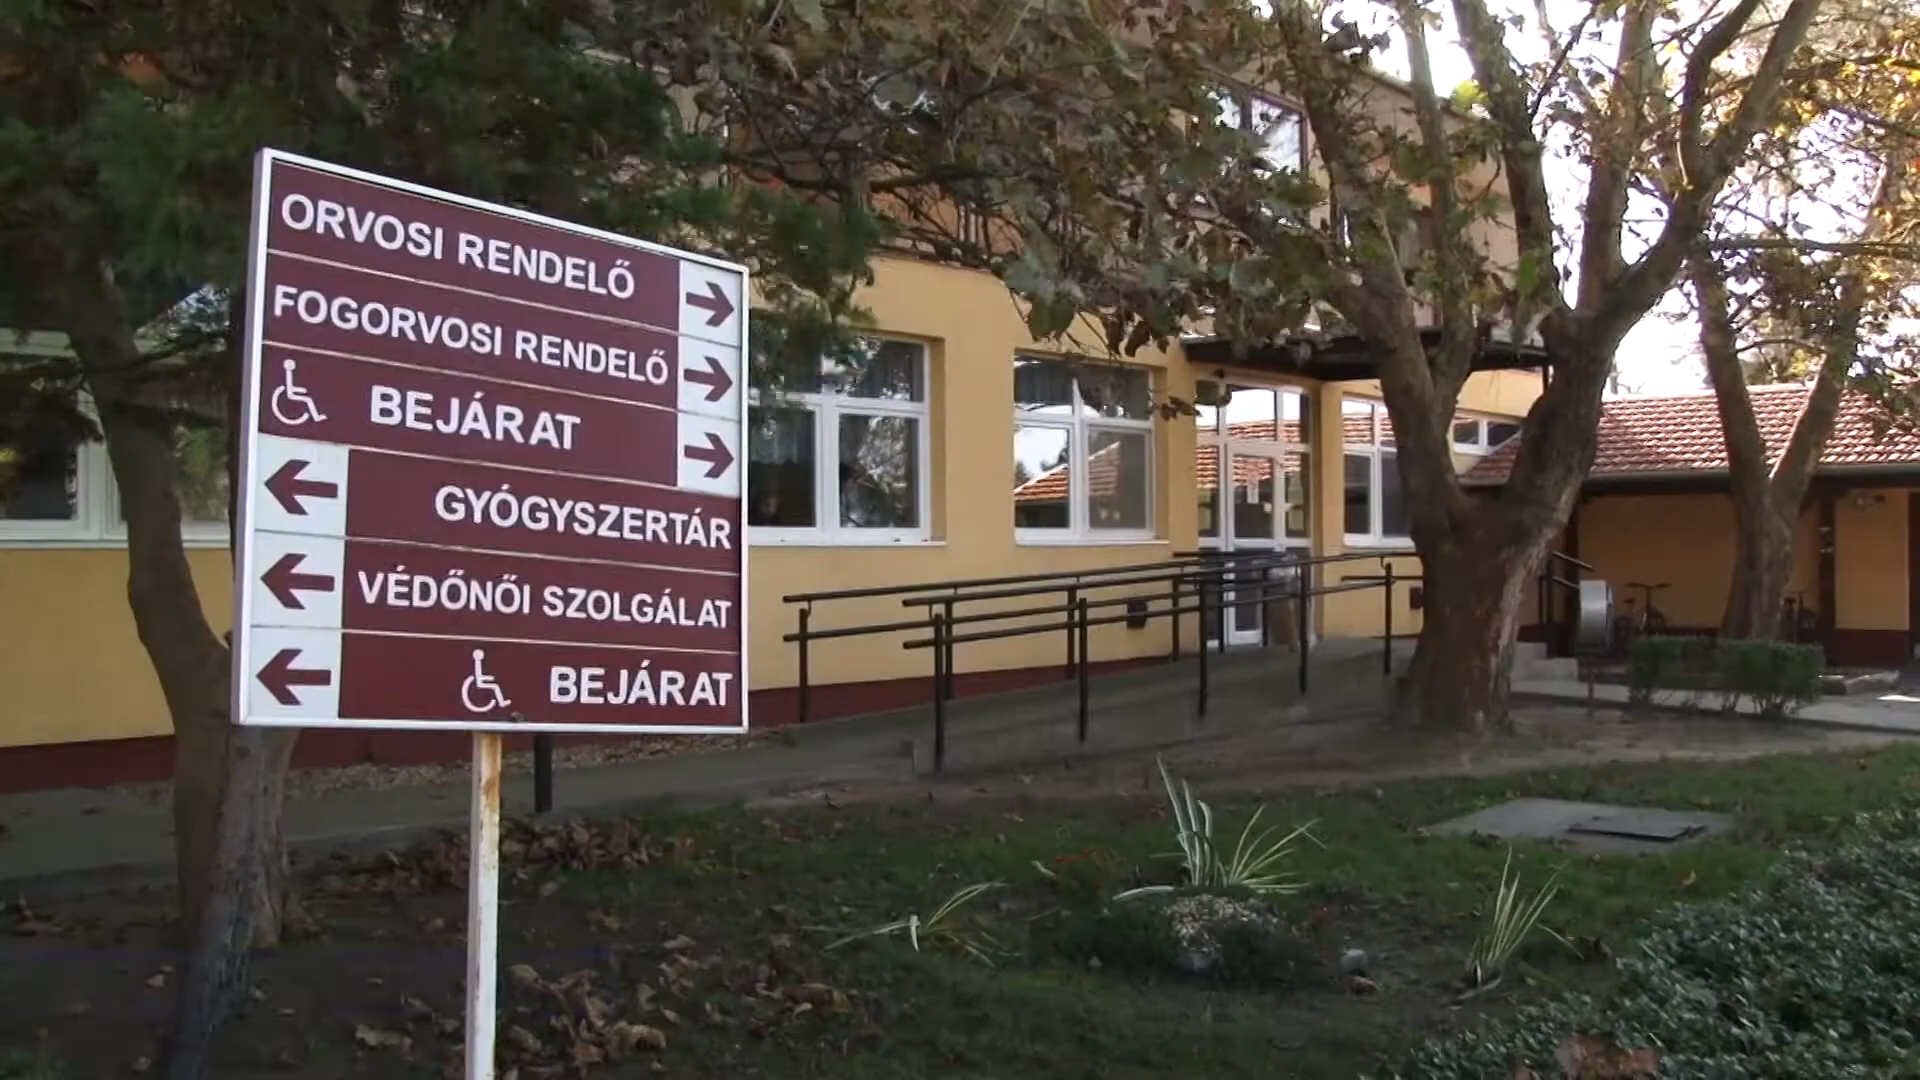 ORVOSI RENDELŐ
FOGORVOSI RENDELŐ
BEJÁRAT
GYÓGYSZERTÁR
VÉDŐNŐI SZOLGÁLAT
BEJÁRAT